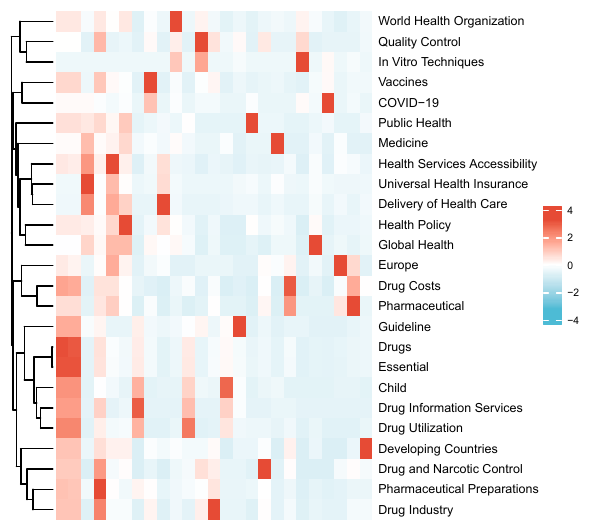 World Health Organization
Quality Control
In Vitro Techniques
Vaccines
COVID−19
Public Health
Medicine
Health Services Accessibility
Universal Health Insurance
Delivery of Health Care
Health Policy
Global Health
Europe
Drug Costs
Pharmaceutical
Guideline
Drugs
Essential
Child
Drug Information Services
Drug Utilization
Developing Countries
Drug and Narcotic Control
Pharmaceutical Preparations
Drug Industry
4
2
0
−2
−4